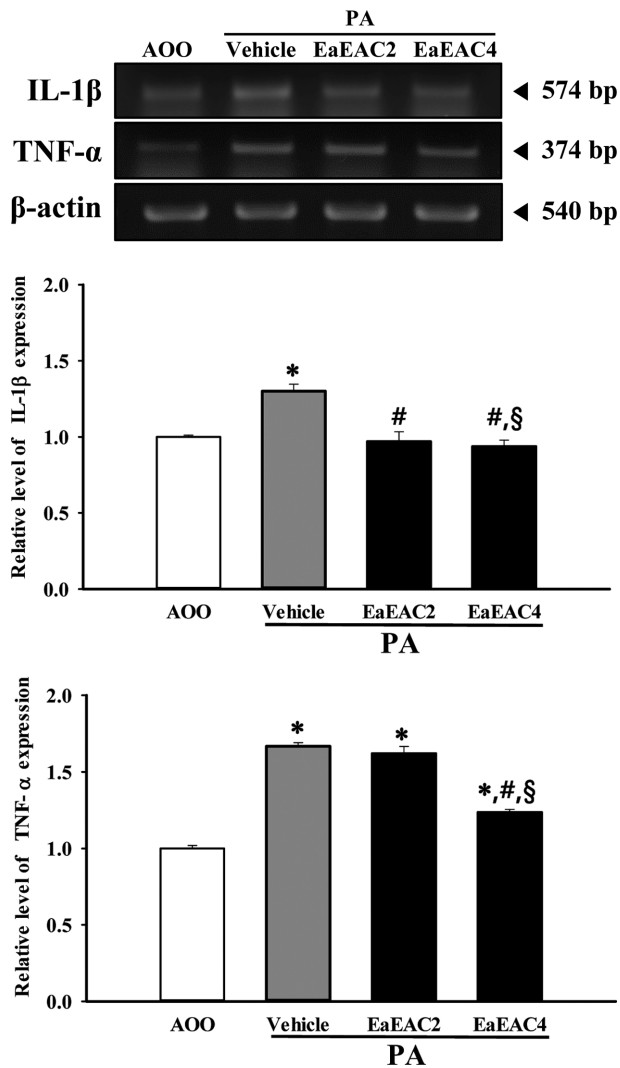 PA
AOO Vehicle EaEAC2 EaEAC4
IL-1β ◄ 574 bp
TNF-α ◄ 374 bp
β-actin ◄ 540 bp
Relative level of IL-1β expression
2.0
1.5
1.0
0.5
0.0
*
#
#,§
AOO Vehicle EaEAC2 EaEAC4
PA
Relative level of TNF- α expression
2.0
1.5
1.0
0.5
0.0
*
*
*,#,§
AOO Vehicle EaEAC2 EaEAC4
PA